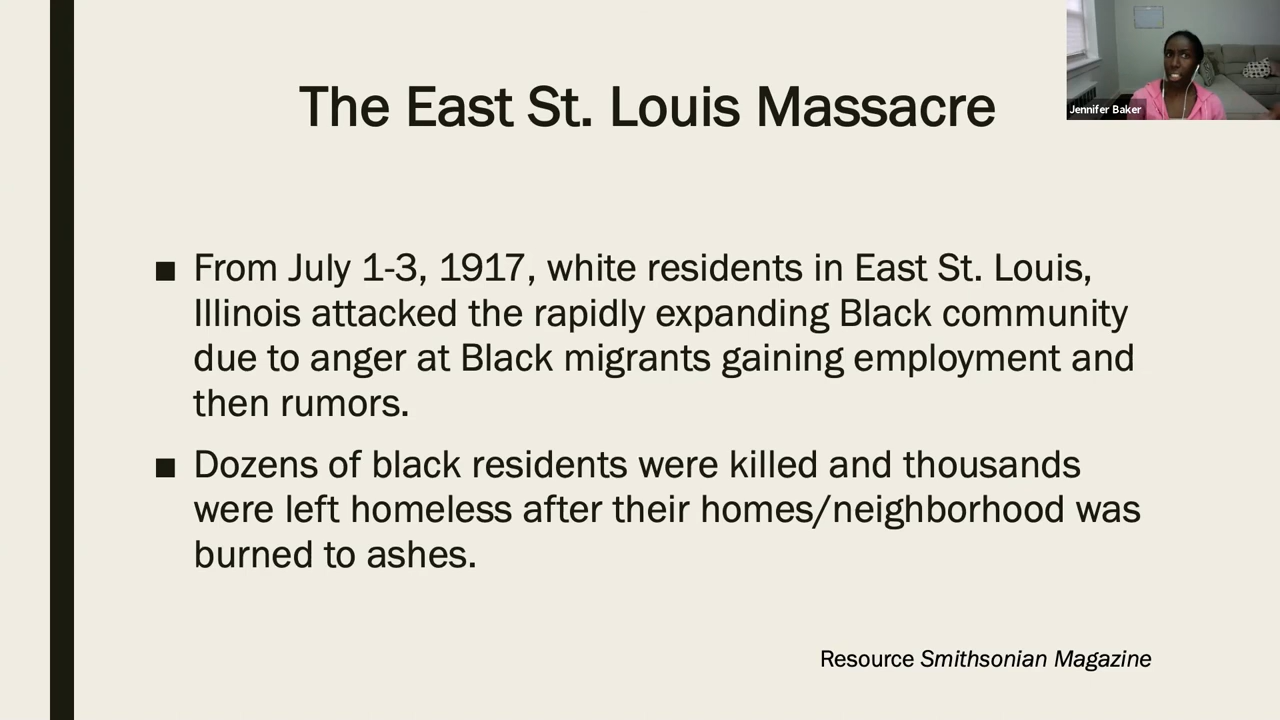 The East St. Louis Massacre
Jennifer Baker
■ From July 1-3, 1917, white residents in East St. Louis,
Illinois attacked the rapidly expanding Black community
due to anger at Black migrants gaining employment and
then rumors.
■ Dozens of black residents were killed and thousands
were left homeless after their homes/neighborhood was
burned to ashes.
Resource Smithsonian Magazine